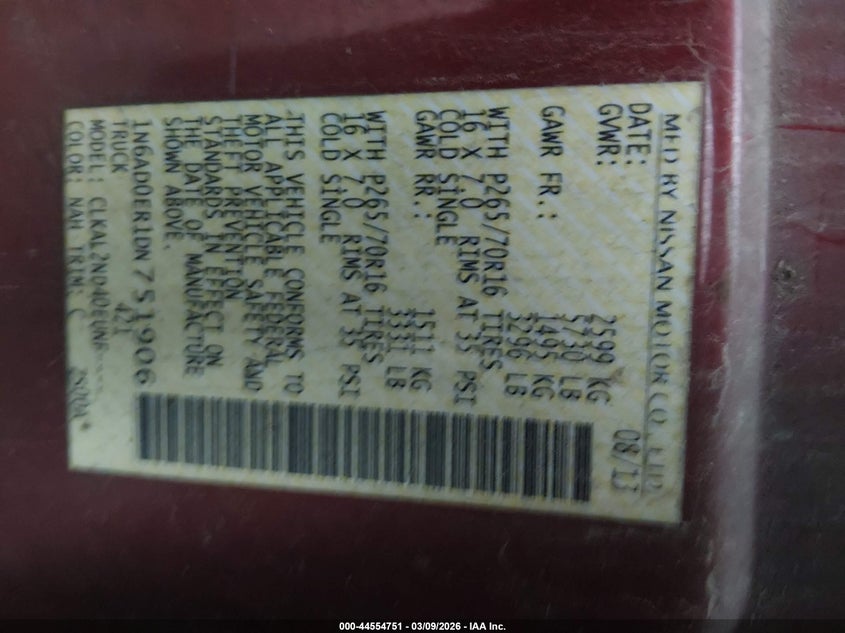 MFD BY NISSAN MOTOR CO., LTD.
DATE: 08/13
GVWR: 2599 KG
5730 LB
GAWR FR.: 1495 KG
3296 LB
WITH P265/70R16 TIRES
16 X 7.0 RIMS AT 35 PSI
COLD SINGLE
GAWR RR.: 1511 KG
3331 LB
WITH P265/70R16 TIRES
16 X 7.0 RIMS AT 35 PSI
COLD SINGLE
THIS VEHICLE CONFORMS TO
ALL APPLICABLE FEDERAL
MOTOR VEHICLE SAFETY AND
THEFT PREVENTION
STANDARDS IN EFFECT ON
THE DATE OF MANUFACTURE
SHOWN ABOVE.
1N6AD0ER1DN751906
TRUCK 421
MODEL:
COLOR: NAH TRIM: C
000-44554751 - 03/09/2026 - IAA Inc.